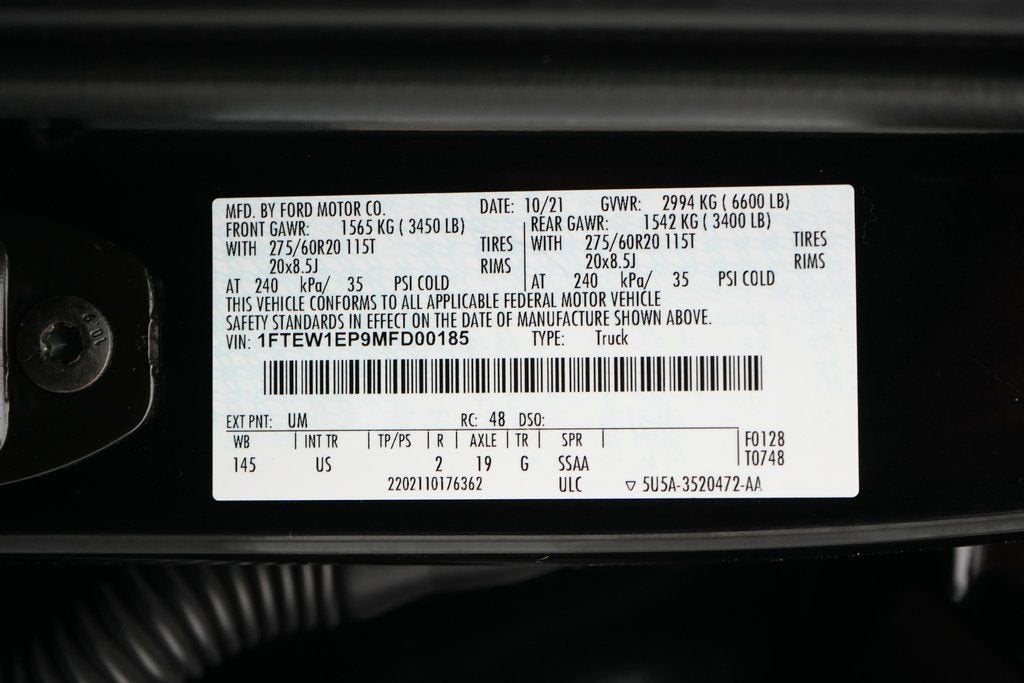 MFD. BY FORD MOTOR CO. DATE: 10/21 GVWR: 2994 KG ( 6600 LB)
FRONT GAWR: 1565 KG ( 3450 LB) REAR GAWR: 1542 KG ( 3400 LB)
WITH 275/60R20 115T TIRES WITH 275/60R20 115T TIRES
20x8.5J RIMS 20x8.5J RIMS
AT 240 kPa/ 35 PSI COLD AT 240 kPa/ 35 PSI COLD
THIS VEHICLE CONFORMS TO ALL APPLICABLE FEDERAL MOTOR VEHICLE
SAFETY STANDARDS IN EFFECT ON THE DATE OF MANUFACTURE SHOWN ABOVE.
VIN: 1FTEW1EP9MFD00185 TYPE: Truck
EXT PNT: UM RC: 48 DSO:
WB INT TR TP/PS R AXLE TR SPR F0128
145 US 2 19 G SSAA T0748
2202110176362 ULC ▽ 5U5A-3520472-AA
10.9